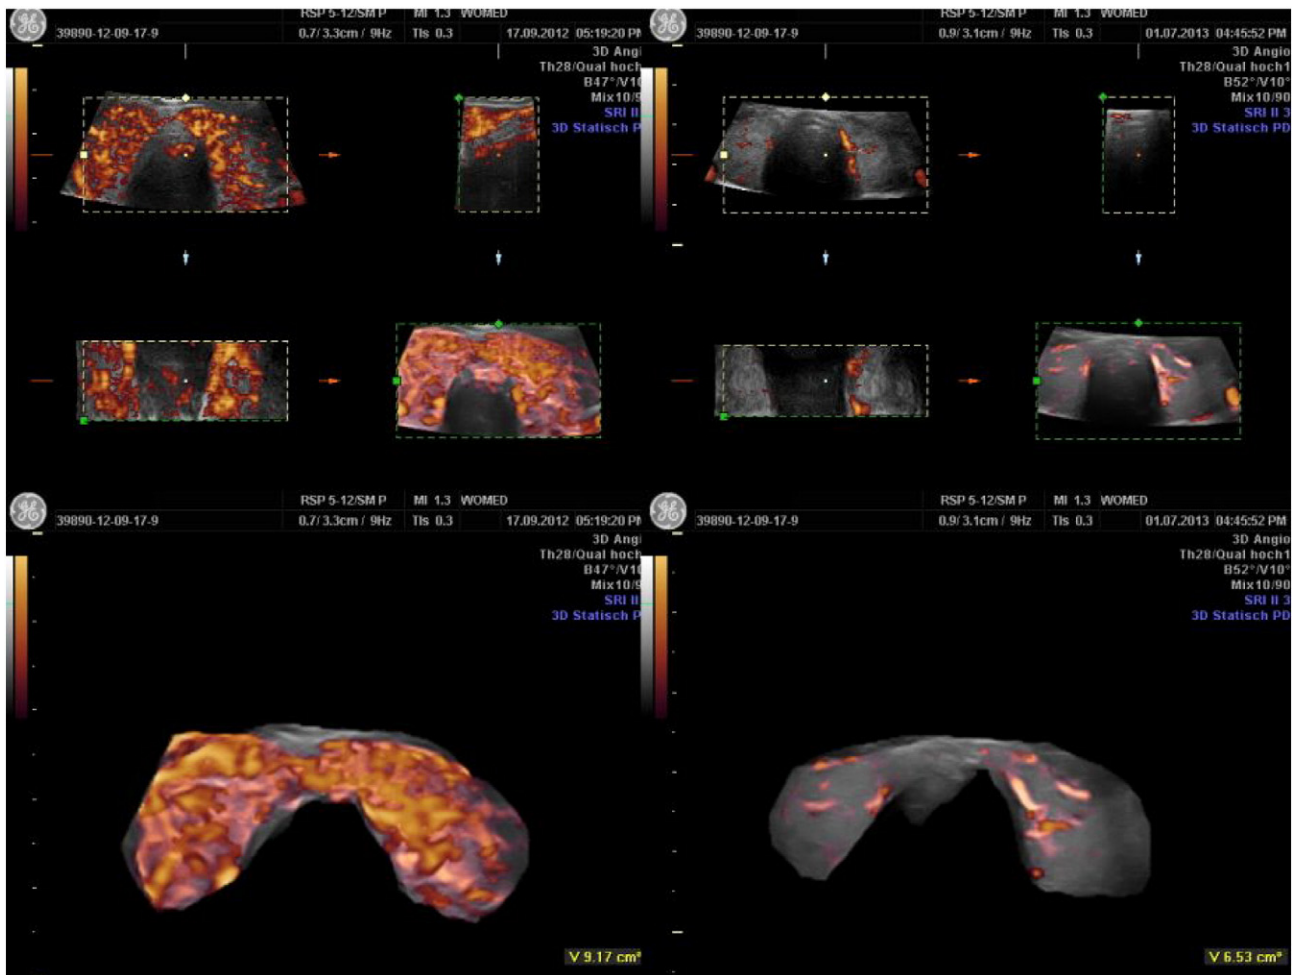 RSP 5-12/SM P MI 1.3 WOMED
39890-12-09-17-9 0.7/ 3.3cm / 9Hz TIs 0.3 17.09.2012 05:19:20 PM
3D Angi
Th28/Qual hoch
B47°/V10
Mix10/9
SRI II
3D Statisch P
RSP 5-12/SM P MI 1.3 WOMED
39890-12-09-17-9 0.9/ 3.1cm / 9Hz TIs 0.3 01.07.2013 04:45:52 PM
3D Angio
Th28/Qual hoch1
B52°/V10°
Mix10/90
SRI II 3
3D Statisch PD
RSP 5-12/SM P MI 1.3 WOMED
39890-12-09-17-9 0.7/ 3.3cm / 9Hz TIs 0.3 17.09.2012 05:19:20 PM
3D Angi
Th28/Qual hoch
B47°/V10
Mix10/9
SRI II
3D Statisch P
V 9.17 cm³
RSP 5-12/SM P MI 1.3 WOMED
39890-12-09-17-9 0.9/ 3.1cm / 9Hz TIs 0.3 01.07.2013 04:45:52 PM
3D Angio
Th28/Qual hoch1
B52°/V10°
Mix10/90
SRI II 3
3D Statisch PD
V 6.53 cm³